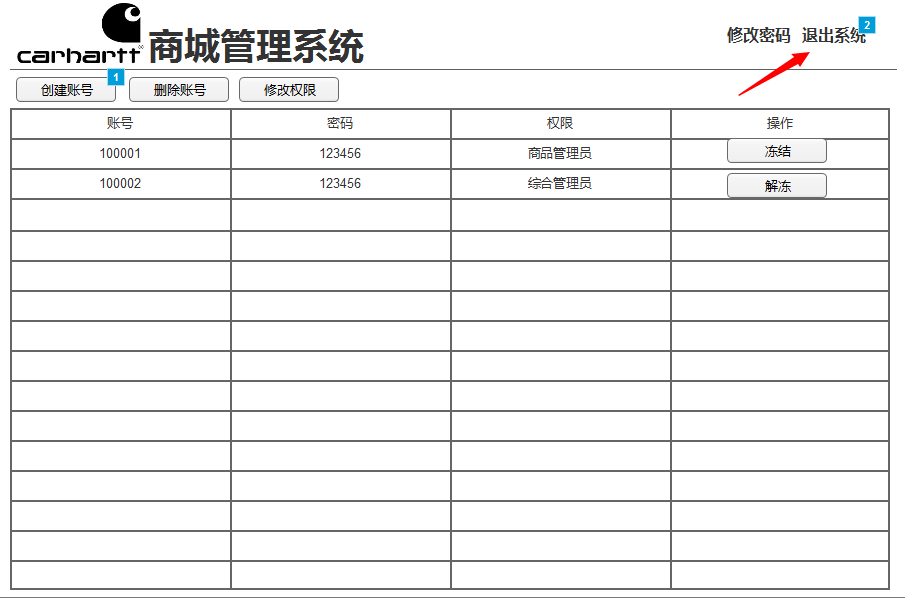 carhartt 商城管理系统
修改密码 退出系统 2
创建账号 1 删除账号 修改权限
账号 密码 权限 操作
100001 123456 商品管理员 冻结
100002 123456 综合管理员 解冻